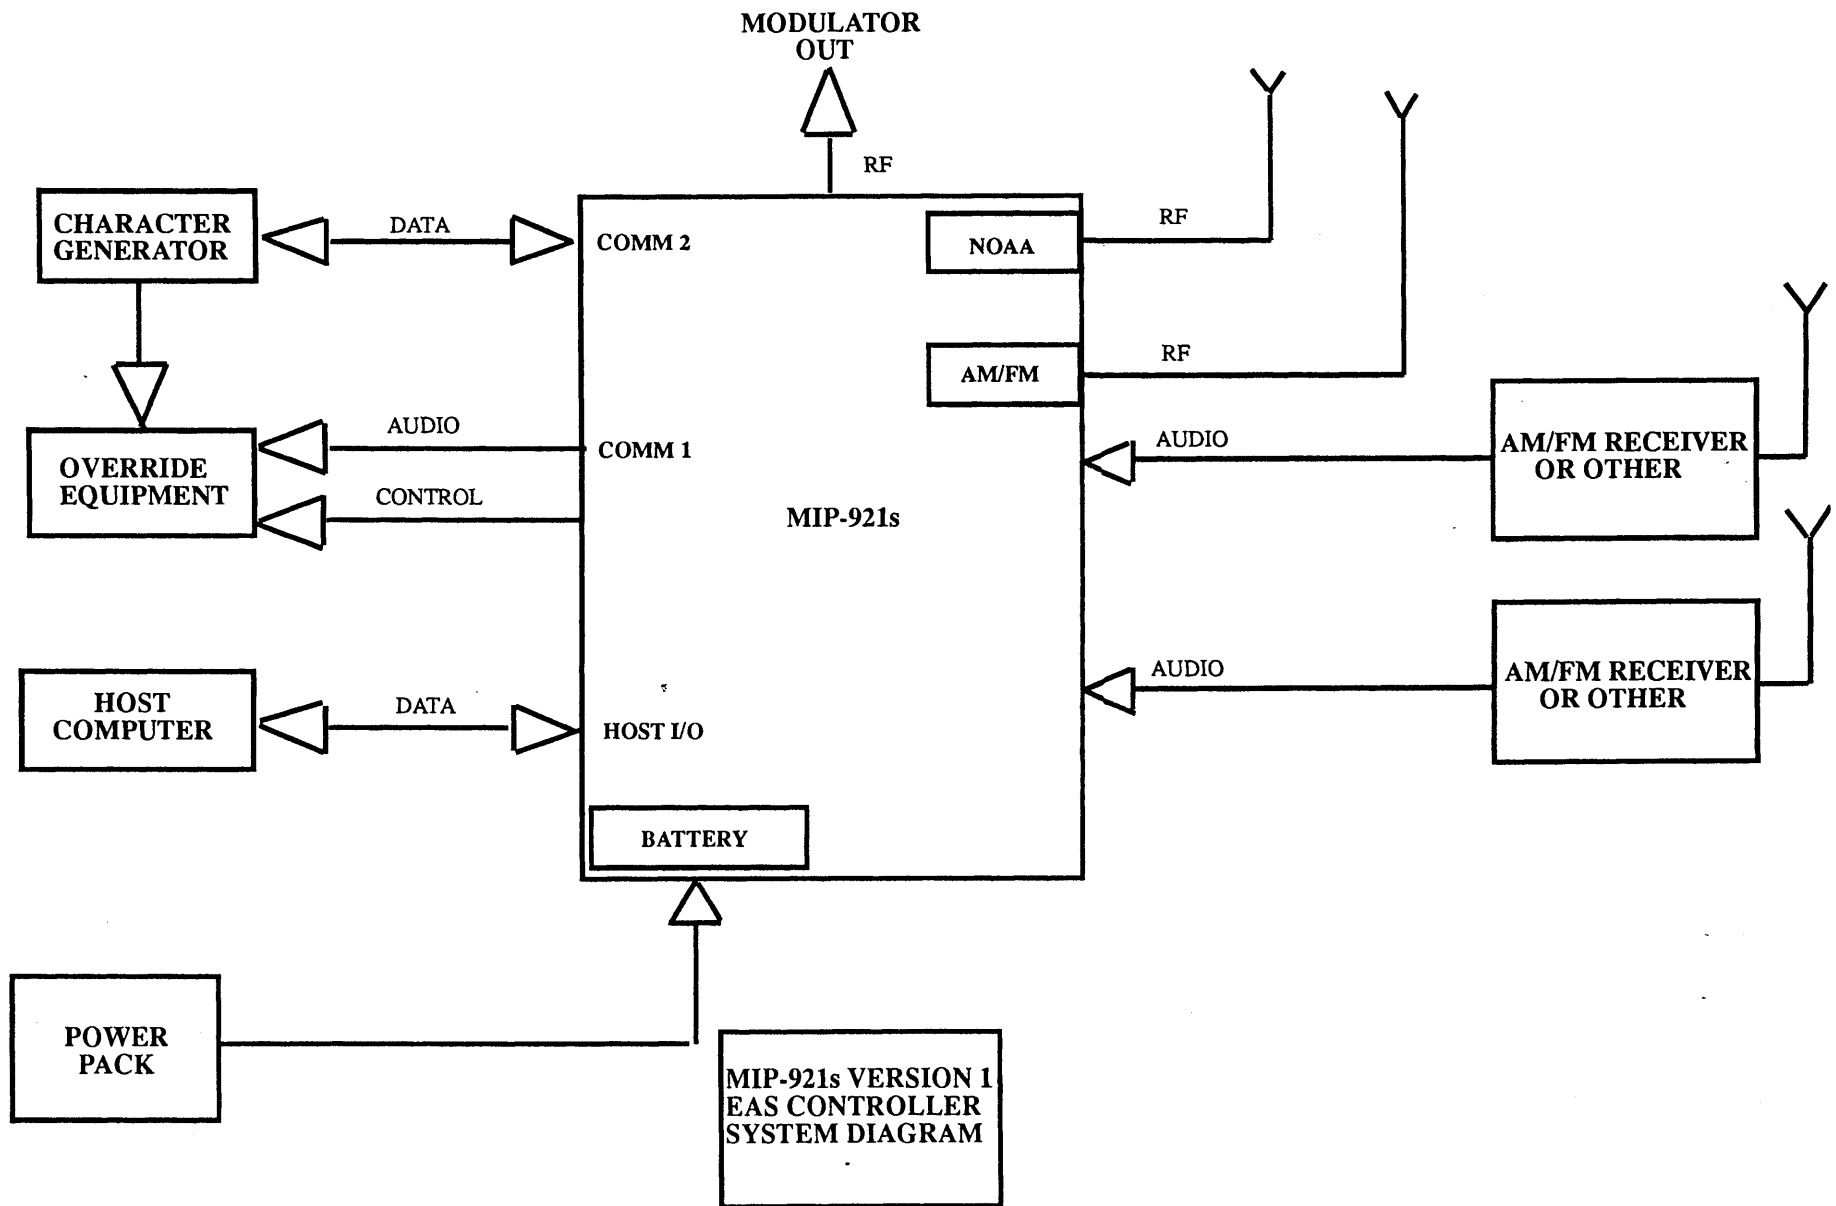 MODULATOR
OUT
RF
CHARACTER
GENERATOR
DATA
COMM 2
NOAA
RF
AM/FM
RF
AUDIO
COMM 1
OVERRIDE
EQUIPMENT
CONTROL
MIP-921s
AUDIO
AM/FM RECEIVER
OR OTHER
HOST
COMPUTER
DATA
HOST I/O
AUDIO
AM/FM RECEIVER
OR OTHER
BATTERY
POWER
PACK
MIP-921s VERSION 1
EAS CONTROLLER
SYSTEM DIAGRAM